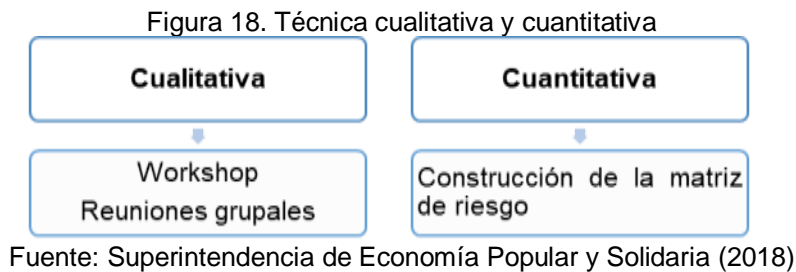 Figura 18. Técnica cualitativa y cuantitativa
Cualitativa
Cuantitativa
Workshop
Reuniones grupales
Construcción de la matriz
de riesgo
Fuente: Superintendencia de Economía Popular y Solidaria (2018)